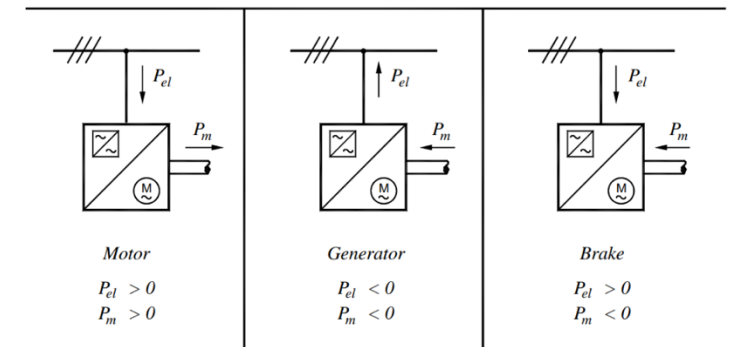 P_el
P_m
~
~
M
~
Motor
P_el > 0
P_m > 0
P_el
P_m
~
~
M
~
Generator
P_el < 0
P_m < 0
P_el
P_m
~
~
M
~
Brake
P_el > 0
P_m < 0